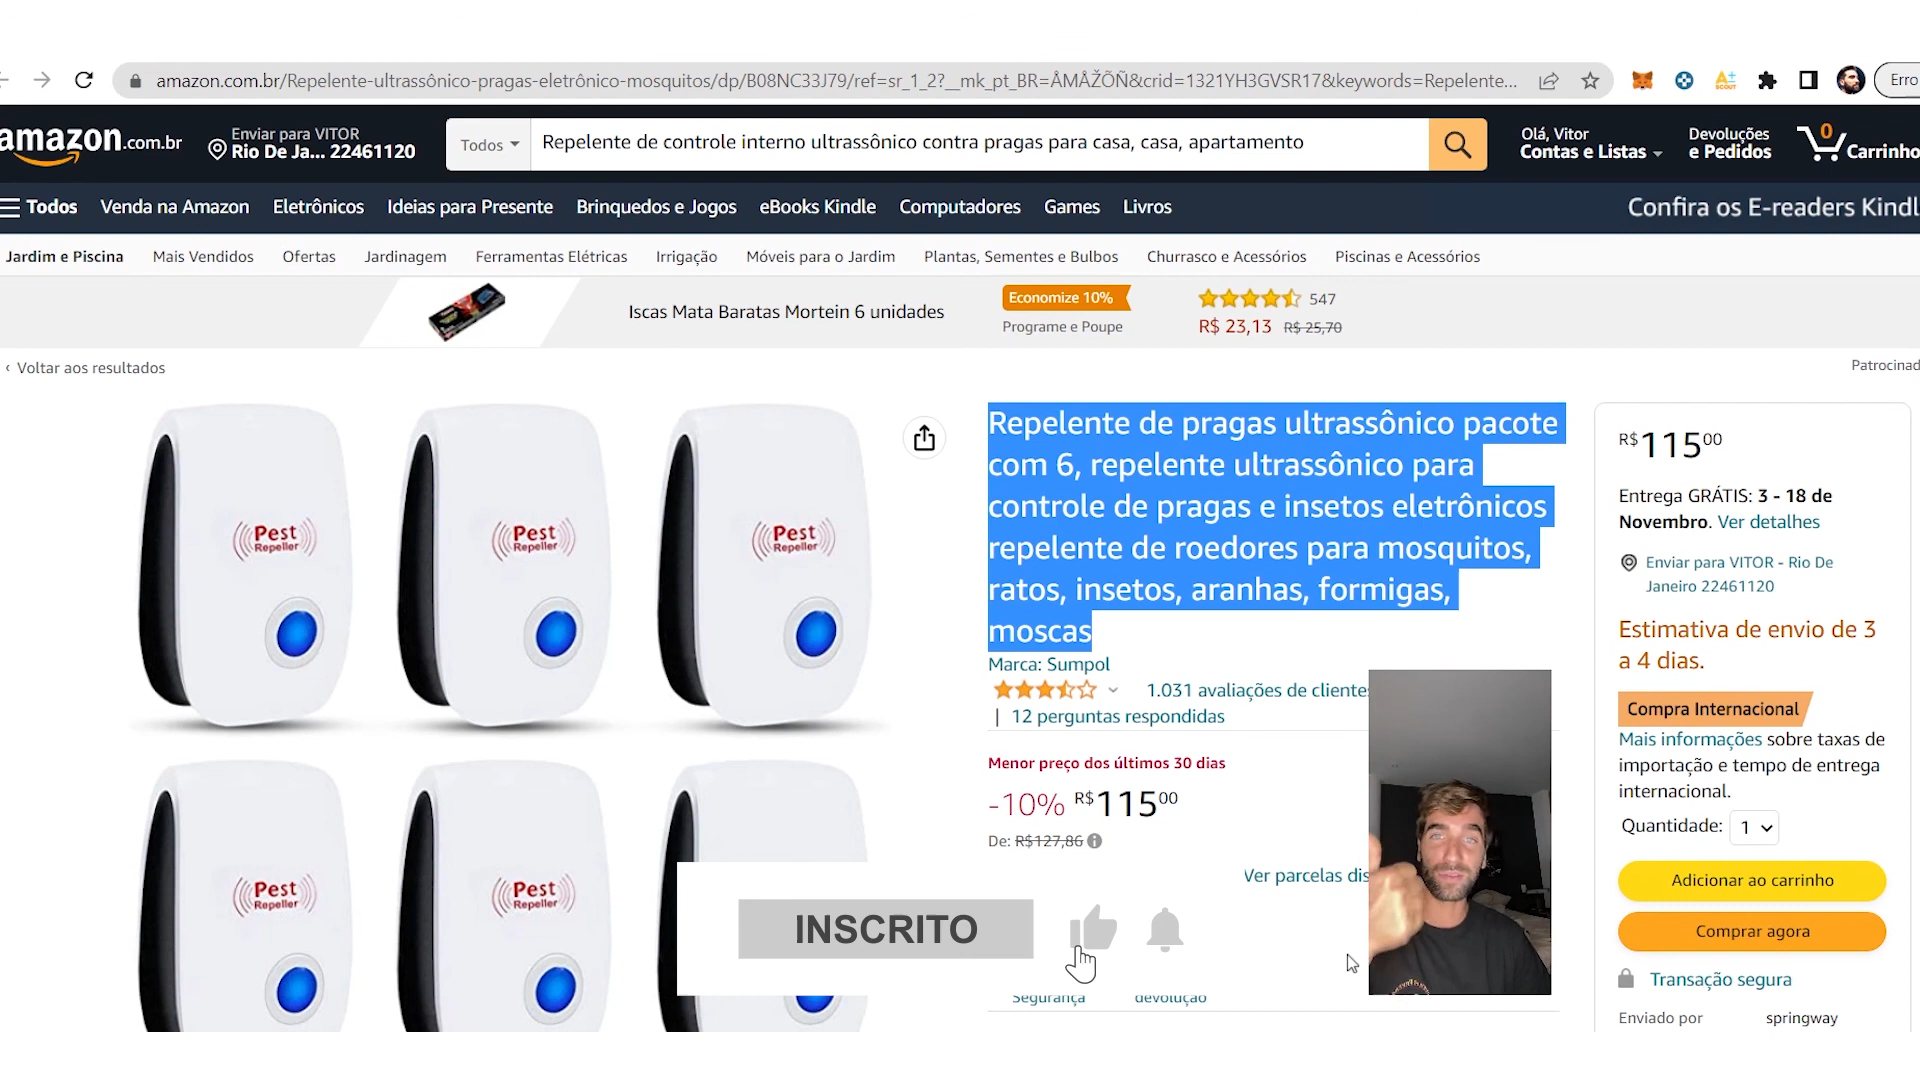 amazon.com.br/Repelente-ultrassônico-pragas-eletrônico-mosquitos/dp/B08NC33J79/ref=sr_1_2?__mk_pt_BR=ÅMÅŽÕÑ&crid=1321YH3GVSR17&keywords=Repelente...
Erro
amazon.com.br
Enviar para VITOR
Rio De Ja... 22461120
Todos
Repelente de controle interno ultrassônico contra pragas para casa, casa, apartamento
Olá, Vitor
Contas e Listas
Devoluções
e Pedidos
0
Carrinho
Todos
Venda na Amazon
Eletrônicos
Ideias para Presente
Brinquedos e Jogos
eBooks Kindle
Computadores
Games
Livros
Confira os E-readers Kindl
Jardim e Piscina
Mais Vendidos
Ofertas
Jardinagem
Ferramentas Elétricas
Irrigação
Móveis para o Jardim
Plantas, Sementes e Bulbos
Churrasco e Acessórios
Piscinas e Acessórios
Iscas Mata Baratas Mortein 6 unidades
Economize 10%
Programe e Poupe
547
R$ 23,13 R$ 25,70
‹ Voltar aos resultados
Patrocinad
Pest
Repeller
Pest
Repeller
Pest
Repeller
Pest
Repeller
Pest
Repeller
Repelente de pragas ultrassônico pacote
com 6, repelente ultrassônico para
controle de pragas e insetos eletrônicos
repelente de roedores para mosquitos,
ratos, insetos, aranhas, formigas,
moscas
Marca: Sumpol
1.031 avaliações de clientes
| 12 perguntas respondidas
Menor preço dos últimos 30 dias
-10% R$11500
De: R$127,86
Ver parcelas dis
INSCRITO
Segurança
devolução
R$11500
Entrega GRÁTIS: 3 - 18 de
Novembro. Ver detalhes
Enviar para VITOR - Rio De
Janeiro 22461120
Estimativa de envio de 3
a 4 dias.
Compra Internacional
Mais informações sobre taxas de
importação e tempo de entrega
internacional.
Quantidade: 1
Adicionar ao carrinho
Comprar agora
Transação segura
Enviado por springway